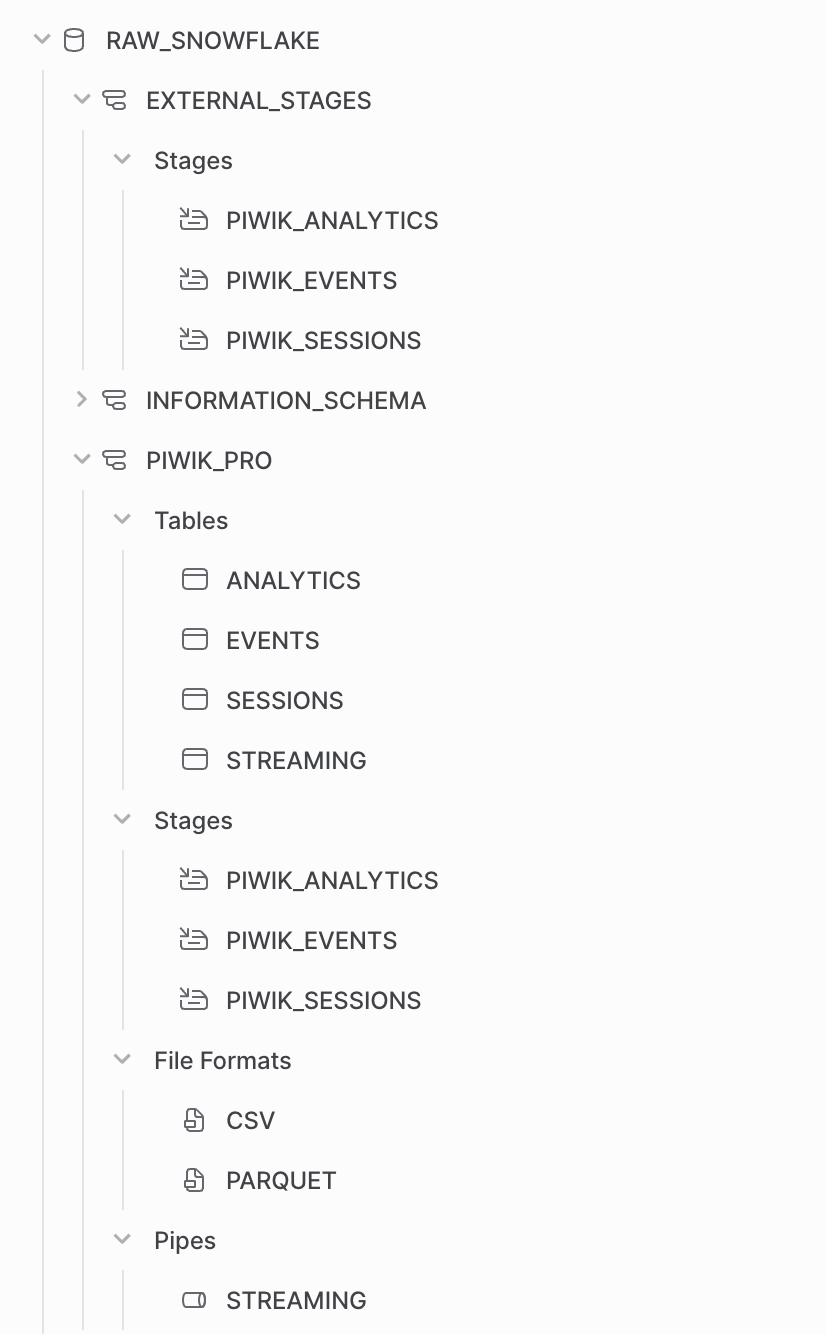 RAW_SNOWFLAKE
EXTERNAL_STAGES
Stages
PIWIK_ANALYTICS
PIWIK_EVENTS
PIWIK_SESSIONS
INFORMATION_SCHEMA
PIWIK_PRO
Tables
ANALYTICS
EVENTS
SESSIONS
STREAMING
Stages
PIWIK_ANALYTICS
PIWIK_EVENTS
PIWIK_SESSIONS
File Formats
CSV
PARQUET
Pipes
STREAMING